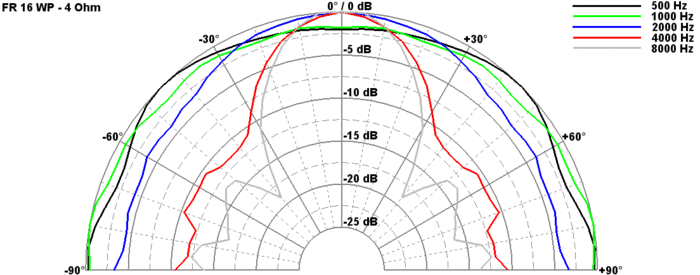 FR 16 WP - 4 Ohm
0° / 0 dB
500 Hz
1000 Hz
2000 Hz
4000 Hz
8000 Hz
-30°
+30°
-5 dB
-10 dB
-60°
+60°
-15 dB
-20 dB
-25 dB
-90°
+90°